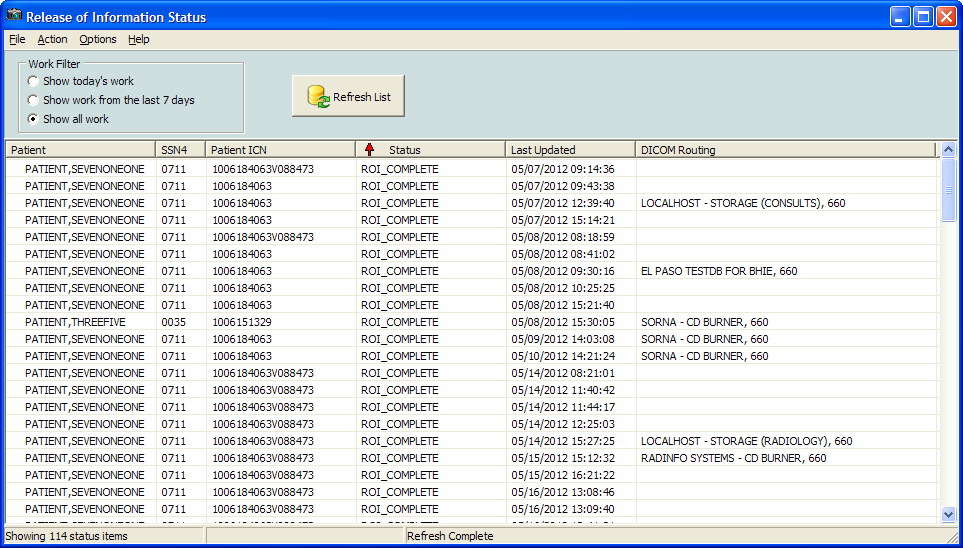 Release of Information Status
File Action Options Help
Work Filter
Show today's work
Show work from the last 7 days
Show all work
Refresh List
Patient SSN4 Patient ICN Status Last Updated DICOM Routing
PATIENT,SEVENONEONE 0711 1006184063V088473 ROI_COMPLETE 05/07/2012 09:14:36
PATIENT,SEVENONEONE 0711 1006184063 ROI_COMPLETE 05/07/2012 09:43:38
PATIENT,SEVENONEONE 0711 1006184063 ROI_COMPLETE 05/07/2012 12:39:40 LOCALHOST - STORAGE (CONSULTS), 660
PATIENT,SEVENONEONE 0711 1006184063 ROI_COMPLETE 05/07/2012 15:14:21
PATIENT,SEVENONEONE 0711 1006184063V088473 ROI_COMPLETE 05/08/2012 08:18:59
PATIENT,SEVENONEONE 0711 1006184063 ROI_COMPLETE 05/08/2012 08:41:02
PATIENT,SEVENONEONE 0711 1006184063 ROI_COMPLETE 05/08/2012 09:30:16 EL PASO TESTDB FOR BHIE, 660
PATIENT,SEVENONEONE 0711 1006184063 ROI_COMPLETE 05/08/2012 10:25:25
PATIENT,SEVENONEONE 0711 1006184063 ROI_COMPLETE 05/08/2012 15:21:40
PATIENT,THREEFIVE 0035 1006151329 ROI_COMPLETE 05/08/2012 15:30:05 SORNA - CD BURNER, 660
PATIENT,SEVENONEONE 0711 1006184063 ROI_COMPLETE 05/09/2012 14:03:08 SORNA - CD BURNER, 660
PATIENT,SEVENONEONE 0711 1006184063 ROI_COMPLETE 05/10/2012 14:21:24 SORNA - CD BURNER, 660
PATIENT,SEVENONEONE 0711 1006184063V088473 ROI_COMPLETE 05/14/2012 08:21:01
PATIENT,SEVENONEONE 0711 1006184063V088473 ROI_COMPLETE 05/14/2012 11:40:42
PATIENT,SEVENONEONE 0711 1006184063V088473 ROI_COMPLETE 05/14/2012 11:44:17
PATIENT,SEVENONEONE 0711 1006184063V088473 ROI_COMPLETE 05/14/2012 12:25:03
PATIENT,SEVENONEONE 0711 1006184063V088473 ROI_COMPLETE 05/14/2012 15:27:25 LOCALHOST - STORAGE (RADIOLOGY), 660
PATIENT,SEVENONEONE 0711 1006184063V088473 ROI_COMPLETE 05/15/2012 15:12:32 RADINFO SYSTEMS - CD BURNER, 660
PATIENT,SEVENONEONE 0711 1006184063V088473 ROI_COMPLETE 05/15/2012 16:21:22
PATIENT,SEVENONEONE 0711 1006184063V088473 ROI_COMPLETE 05/16/2012 13:08:46
PATIENT,SEVENONEONE 0711 1006184063V088473 ROI_COMPLETE 05/16/2012 13:09:40
Showing 114 status items Refresh Complete